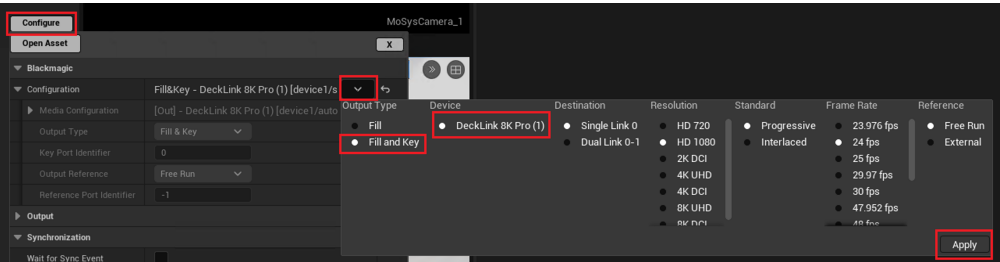 Configure
MoSysCamera_1
Open Asset
X
Blackmagic
Configuration
Fill&Key - DeckLink 8K Pro (1) [device1/s
Media Configuration
[Out] - DeckLink 8K Pro (1) [device1/auto
Output Type
Fill & Key
Key Port Identifier
0
Output Reference
Free Run
Reference Port Identifier
-1
Output
Synchronization
Wait for Sync Event
Output Type
Device
Destination
Resolution
Standard
Frame Rate
Reference
Fill
DeckLink 8K Pro (1)
Single Link 0
HD 720
Progressive
23.976 fps
Free Run
Fill and Key
Dual Link 0-1
HD 1080
Interlaced
24 fps
External
2K DCI
25 fps
4K UHD
29.97 fps
4K DCI
30 fps
8K UHD
47.952 fps
8K DCI
48 fps
Apply